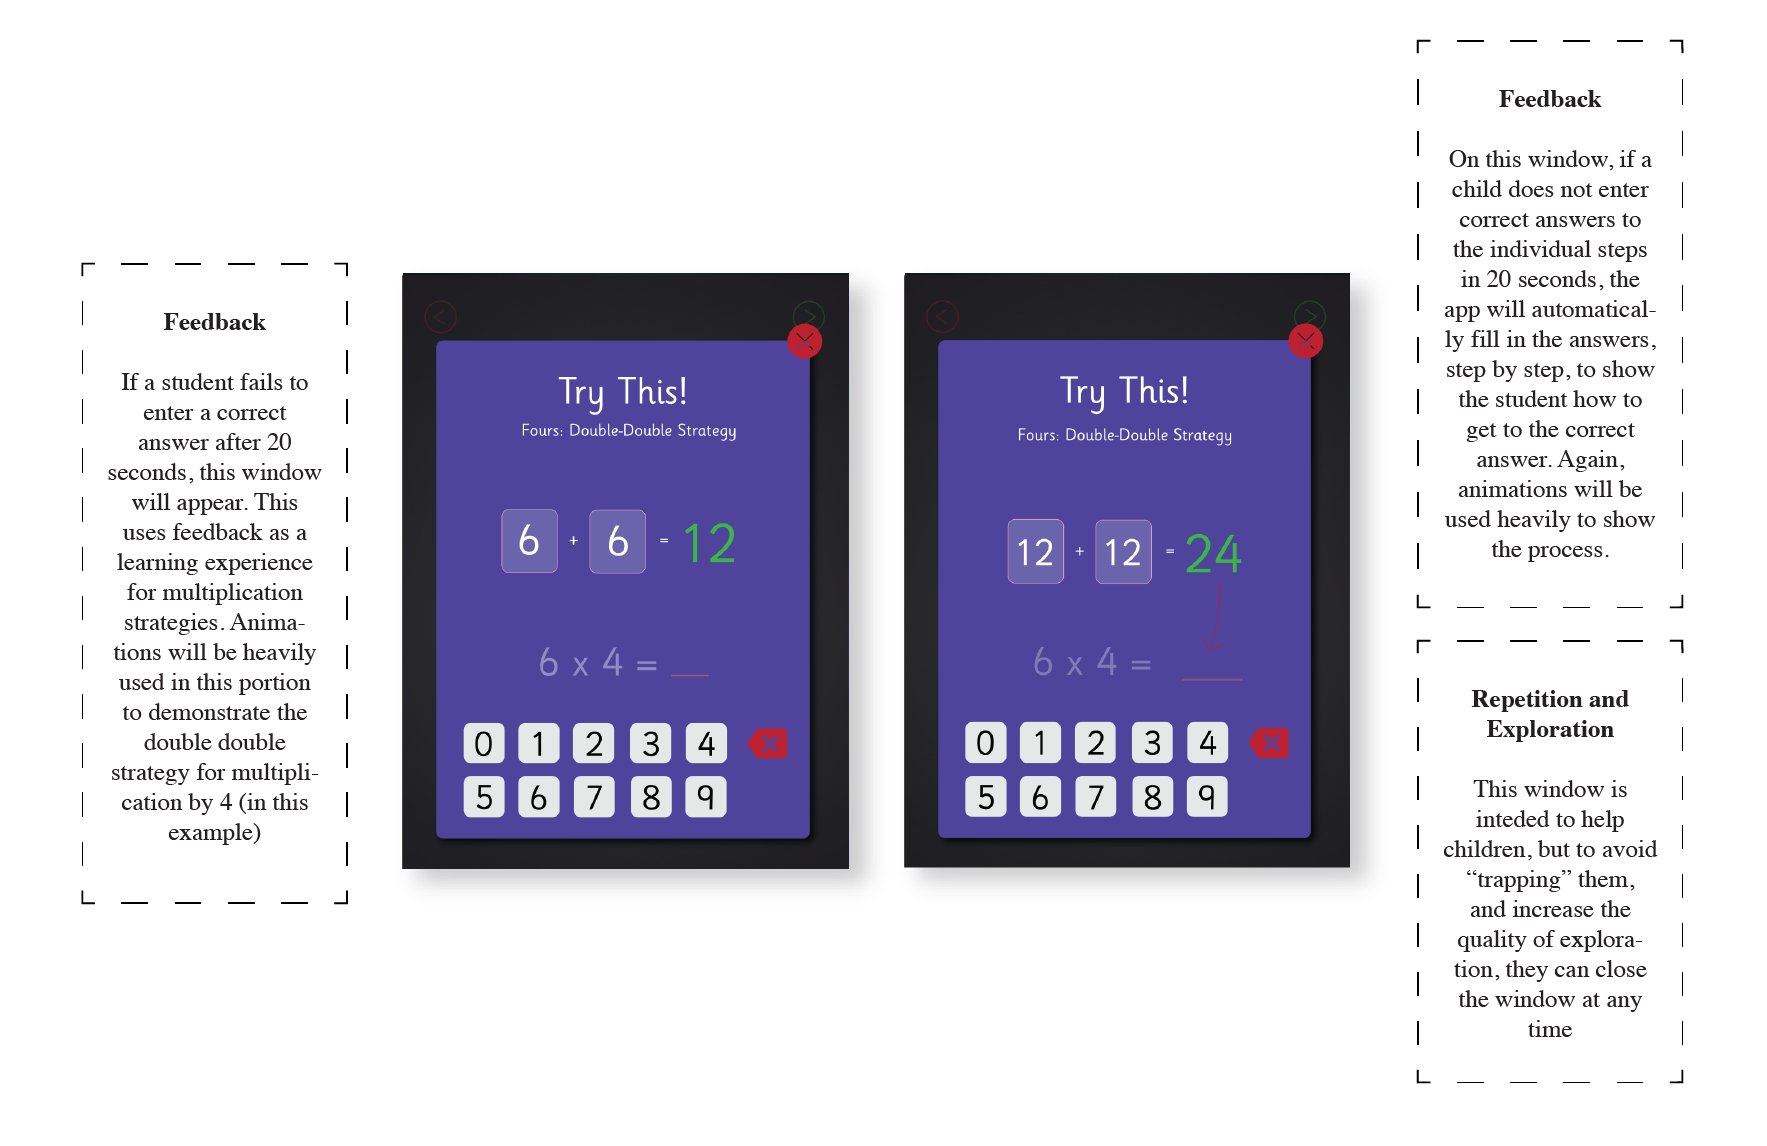 Feedback
If a student fails to
enter a correct
answer after 20
seconds, this window
will appear. This
uses feedback as a
learning experience
for multiplication
strategies. Anima-
tions will be heavily
used in this portion
to demonstrate the
double double
strategy for multipli-
cation by 4 (in this
example)
Try This!
Fours: Double-Double Strategy
6 + 6 = 12
6 x 4 = __
0 1 2 3 4
5 6 7 8 9
Try This!
Fours: Double-Double Strategy
12 + 12 = 24
6 x 4 = __
0 1 2 3 4
5 6 7 8 9
Feedback
On this window, if a
child does not enter
correct answers to
the individual steps
in 20 seconds, the
app will automatical-
ly fill in the answers,
step by step, to show
the student how to
get to the correct
answer. Again,
animations will be
used heavily to show
the process.
Repetition and
Exploration
This window is
inteded to help
children, but to avoid
“trapping” them,
and increase the
quality of explora-
tion, they can close
the window at any
time